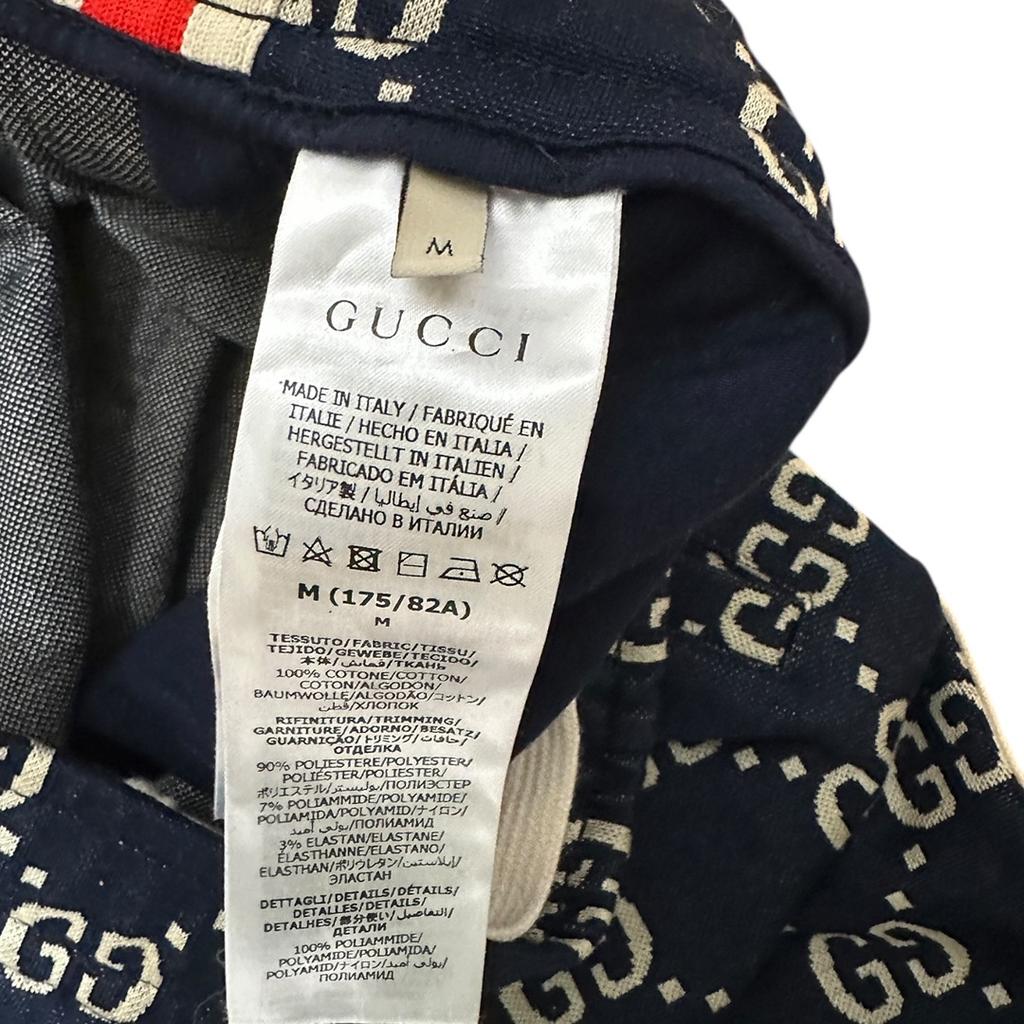 M
GUCCI
MADE IN ITALY / FABRIQUÉ EN
ITALIE / HECHO EN ITALIA /
HERGESTELLT IN ITALIEN /
FABRICADO EM ITÁLIA /
イタリア製 / صنع في إيطاليا /
СДЕЛАНО В ИТАЛИИ
M (175/82A)
M
TESSUTO/FABRIC/TISSU/
TEJIDO/GEWEBE/TECIDO/
本体/قماش/ТКАНЬ
100% COTONE/COTTON/
COTON/ALGODON/
BAUMWOLLE/ALGODÃO/コットン/
قطن/ХЛОПОК
RIFINITURA/TRIMMING/
GARNITURE/ADORNO/BESATZ/
GUARNIÇÃO/トリミング/حافات/
ОТДЕЛКА
90% POLIESTERE/POLYESTER/
POLIÉSTER/POLIESTER/
ポリエステル/بوليستر/ПОЛИЭСТЕР
7% POLIAMMIDE/POLYAMIDE/
POLIAMIDA/POLYAMID/ナイロン/
بولي أميد/ПОЛИАМИД
3% ELASTAN/ELASTANE/
ÉLASTHANNE/ELASTANO/
ELASTHAN/ポリウレタン/إيلاستين/
ЭЛАСТАН
DETTAGLI/DETAILS/DÉTAILS/
DETALLES/DETAILS/
DETALHES/部分使い/التفاصيل/
ДЕТАЛИ
100% POLIAMMIDE/
POLYAMIDE/POLIAMIDA/
POLYAMID/ナイロン/بولي أميد/
ПОЛИАМИД